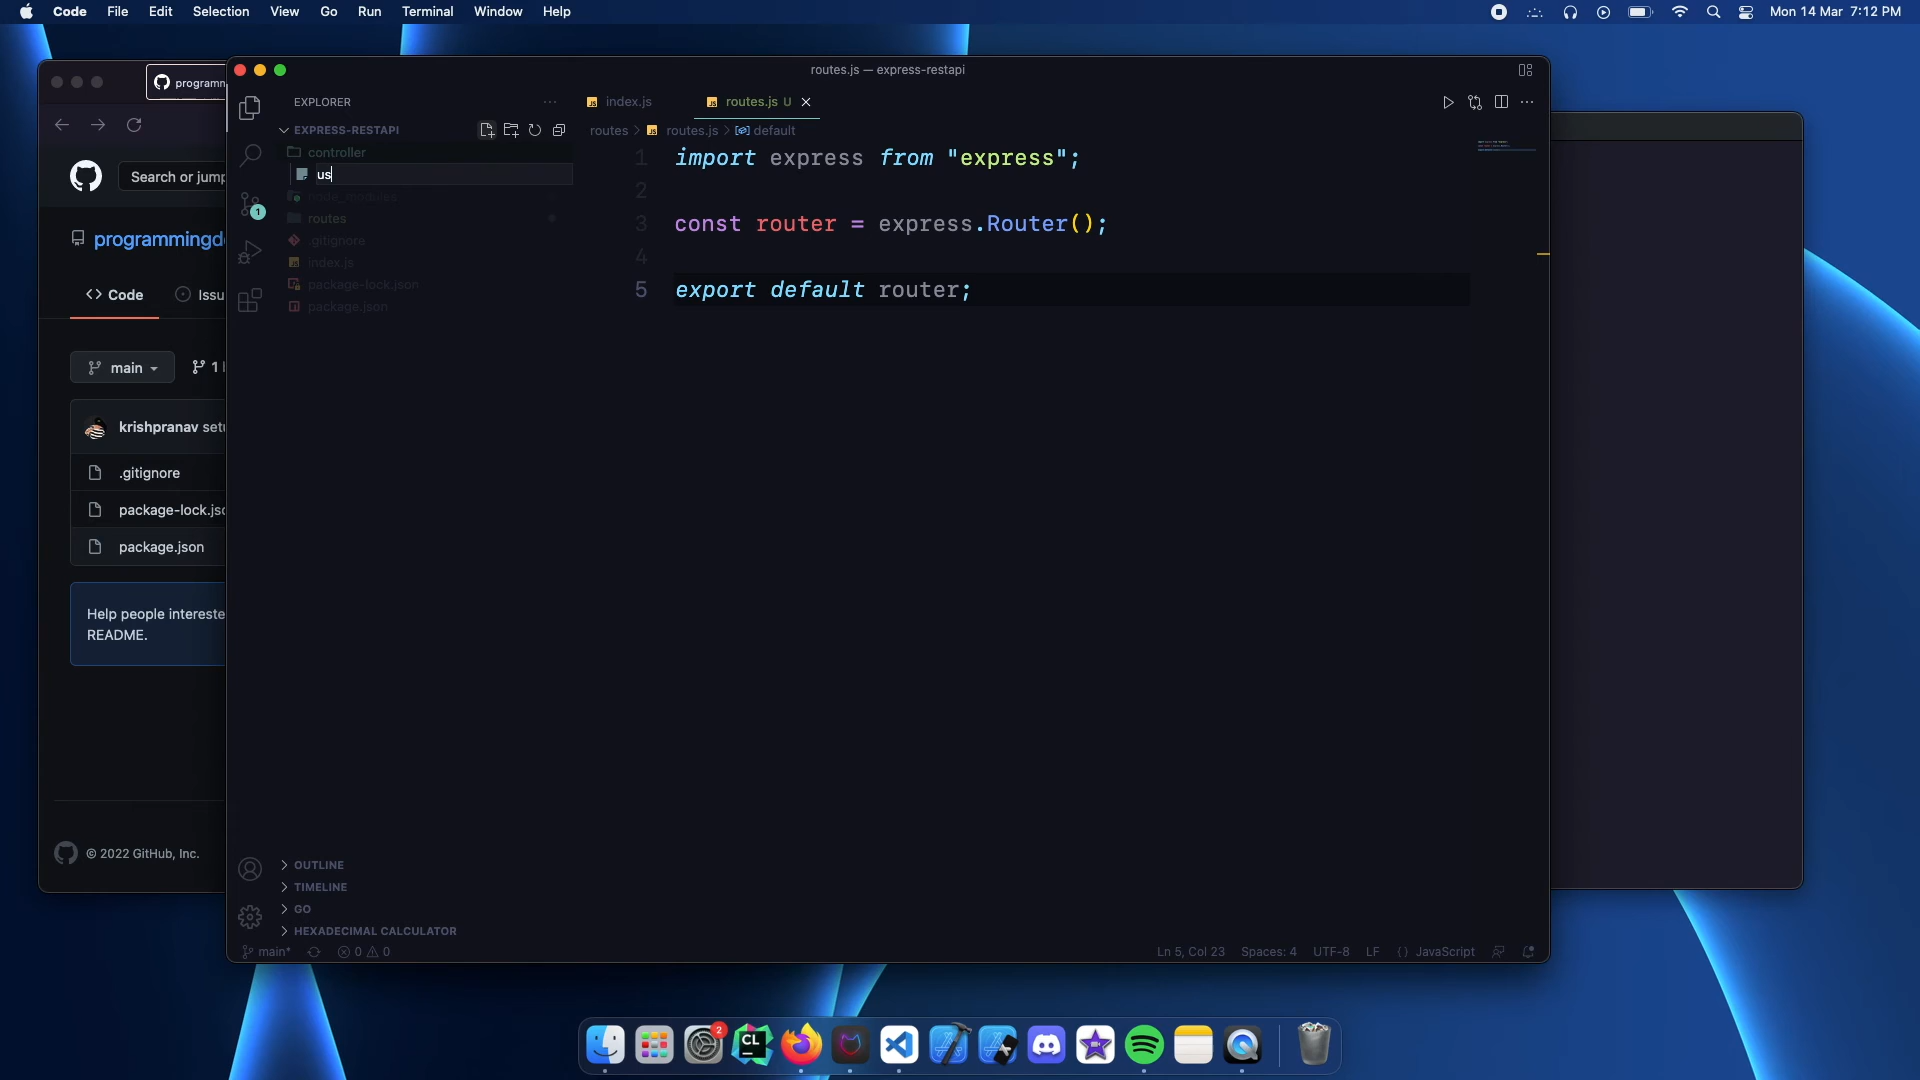 Code File Edit Selection View Go Run Terminal Window Help
Mon 14 Mar 7:12 PM
routes.js — express-restapi
programm
Search or jump
programmingd
Code
Issu
main
1
krishpranav set
.gitignore
package-lock.jso
package.json
Help people intereste
README.
© 2022 GitHub, Inc.
EXPLORER
EXPRESS-RESTAPI
controller
us
node_modules
routes
.gitignore
index.js
package-lock.json
package.json
OUTLINE
TIMELINE
GO
HEXADECIMAL CALCULATOR
index.js
routes.js U
routes > routes.js > default
1 import express from "express";
2
3 const router = express.Router();
4
5 export default router;
1
main* 0 0
Ln 5, Col 23 Spaces: 4 UTF-8 LF {} JavaScript
2
CL